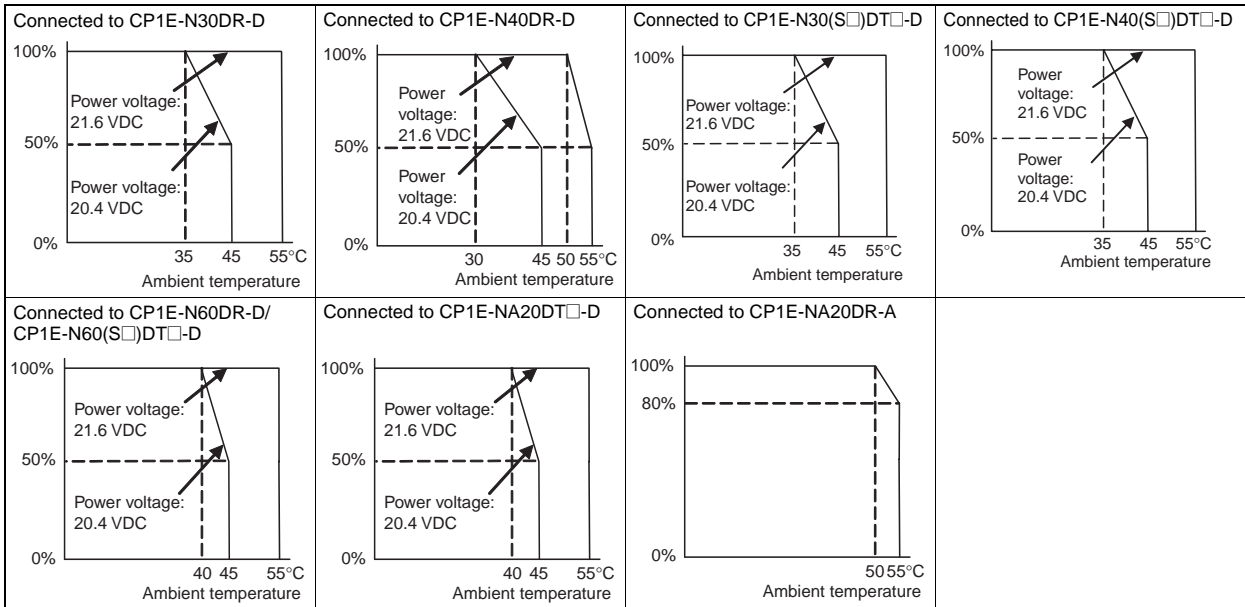 Connected to CP1E-N30DR-D
100%
Power voltage:
21.6 VDC
50%
Power voltage:
20.4 VDC
0%
35 45 55°C
Ambient temperature
Connected to CP1E-N40DR-D
100%
Power
voltage:
21.6 VDC
50%
Power
voltage:
20.4 VDC
0%
30 45 50 55°C
Ambient temperature
Connected to CP1E-N30(S□)DT□-D
100%
Power voltage:
21.6 VDC
50%
Power voltage:
20.4 VDC
0%
35 45 55°C
Ambient temperature
Connected to CP1E-N40(S□)DT□-D
100%
Power
voltage:
21.6 VDC
50%
Power
voltage:
20.4 VDC
0%
35 45 55°C
Ambient temperature
Connected to CP1E-N60DR-D/
CP1E-N60(S□)DT□-D
100%
Power voltage:
21.6 VDC
50%
Power voltage:
20.4 VDC
0%
40 45 55°C
Ambient temperature
Connected to CP1E-NA20DT□-D
100%
Power voltage:
21.6 VDC
50%
Power voltage:
20.4 VDC
0%
40 45 55°C
Ambient temperature
Connected to CP1E-NA20DR-A
100%
80%
0%
50 55°C
Ambient temperature